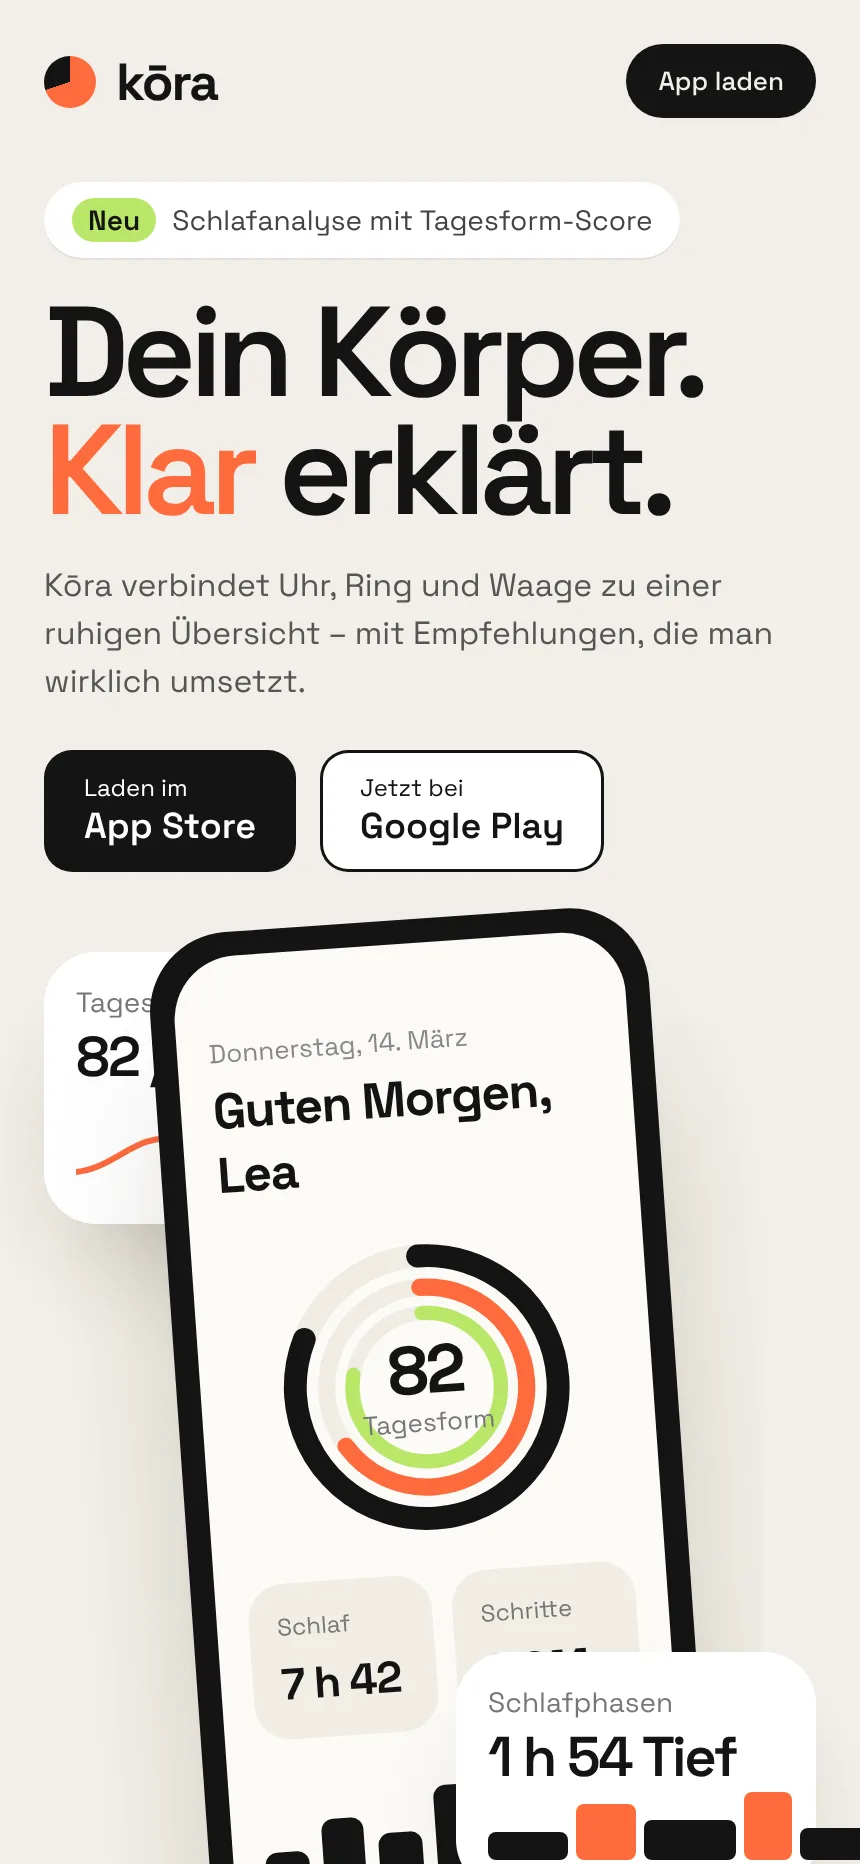 kōra
App laden
Neu Schlafanalyse mit Tagesform-Score
Dein Körper.
Klar erklärt.
Kōra verbindet Uhr, Ring und Waage zu einer
ruhigen Übersicht – mit Empfehlungen, die man
wirklich umsetzt.
Laden im
App Store
Jetzt bei
Google Play
82
Donnerstag, 14. März
Guten Morgen,
Lea
82
Tagesform
Schlaf
7 h 42
Schritte
Schlafphasen
1 h 54 Tief